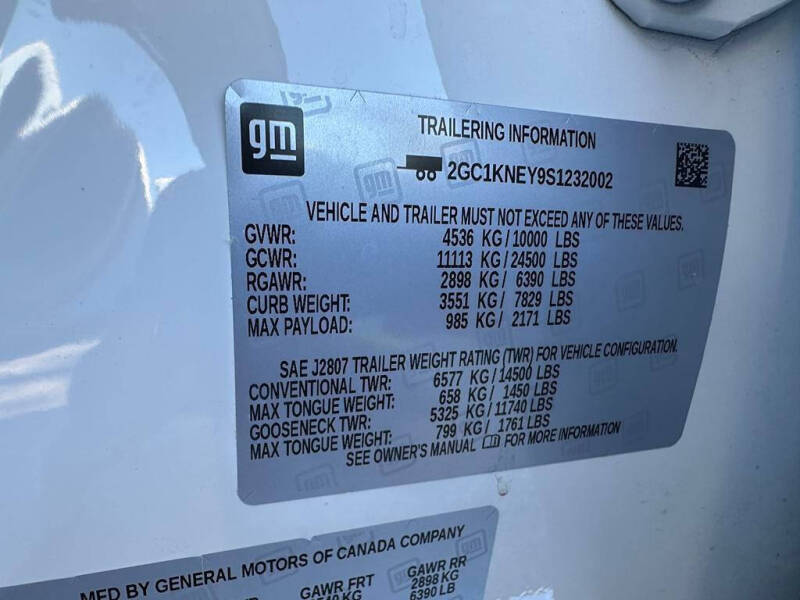 gm
TRAILERING INFORMATION
2GC1KNEY9S1232002
VEHICLE AND TRAILER MUST NOT EXCEED ANY OF THESE VALUES.
GVWR: 4536 KG/10000 LBS
GCWR: 11113 KG/24500 LBS
RGAWR: 2898 KG/ 6390 LBS
CURB WEIGHT: 3551 KG/ 7829 LBS
MAX PAYLOAD: 985 KG/ 2171 LBS
SAE J2807 TRAILER WEIGHT RATING (TWR) FOR VEHICLE CONFIGURATION.
CONVENTIONAL TWR: 6577 KG/14500 LBS
MAX TONGUE WEIGHT: 658 KG/ 1450 LBS
GOOSENECK TWR: 5325 KG/11740 LBS
MAX TONGUE WEIGHT: 799 KG/ 1761 LBS
SEE OWNER'S MANUAL FOR MORE INFORMATION
MFD BY GENERAL MOTORS OF CANADA COMPANY
GAWR FRT GAWR RR
KG 2898 KG
6390 LB